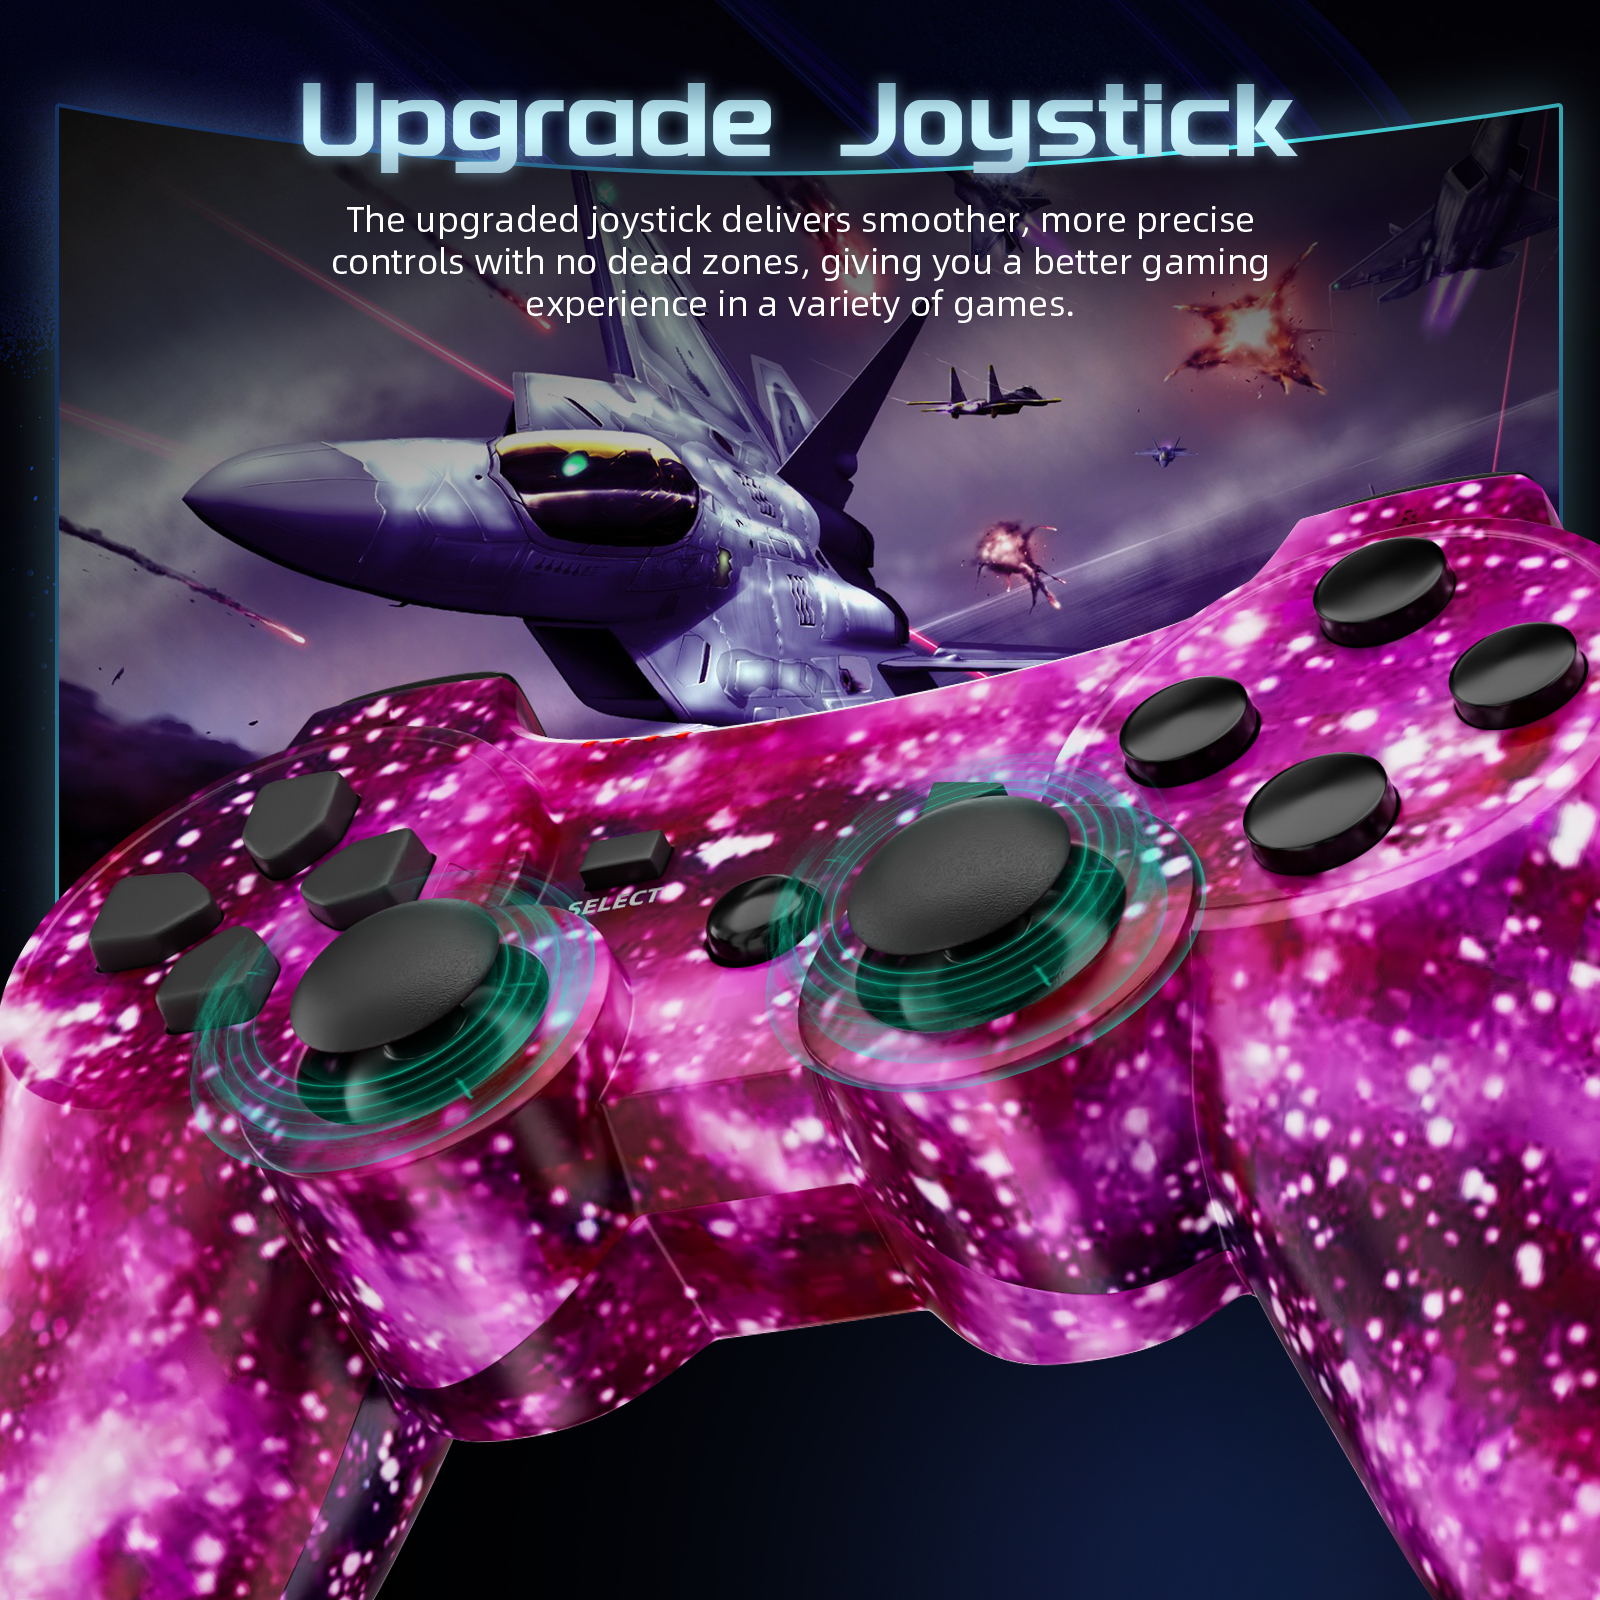 Upgrade Joystick
The upgraded joystick delivers smoother, more precise
controls with no dead zones, giving you a better gaming
experience in a variety of games.
SELECT